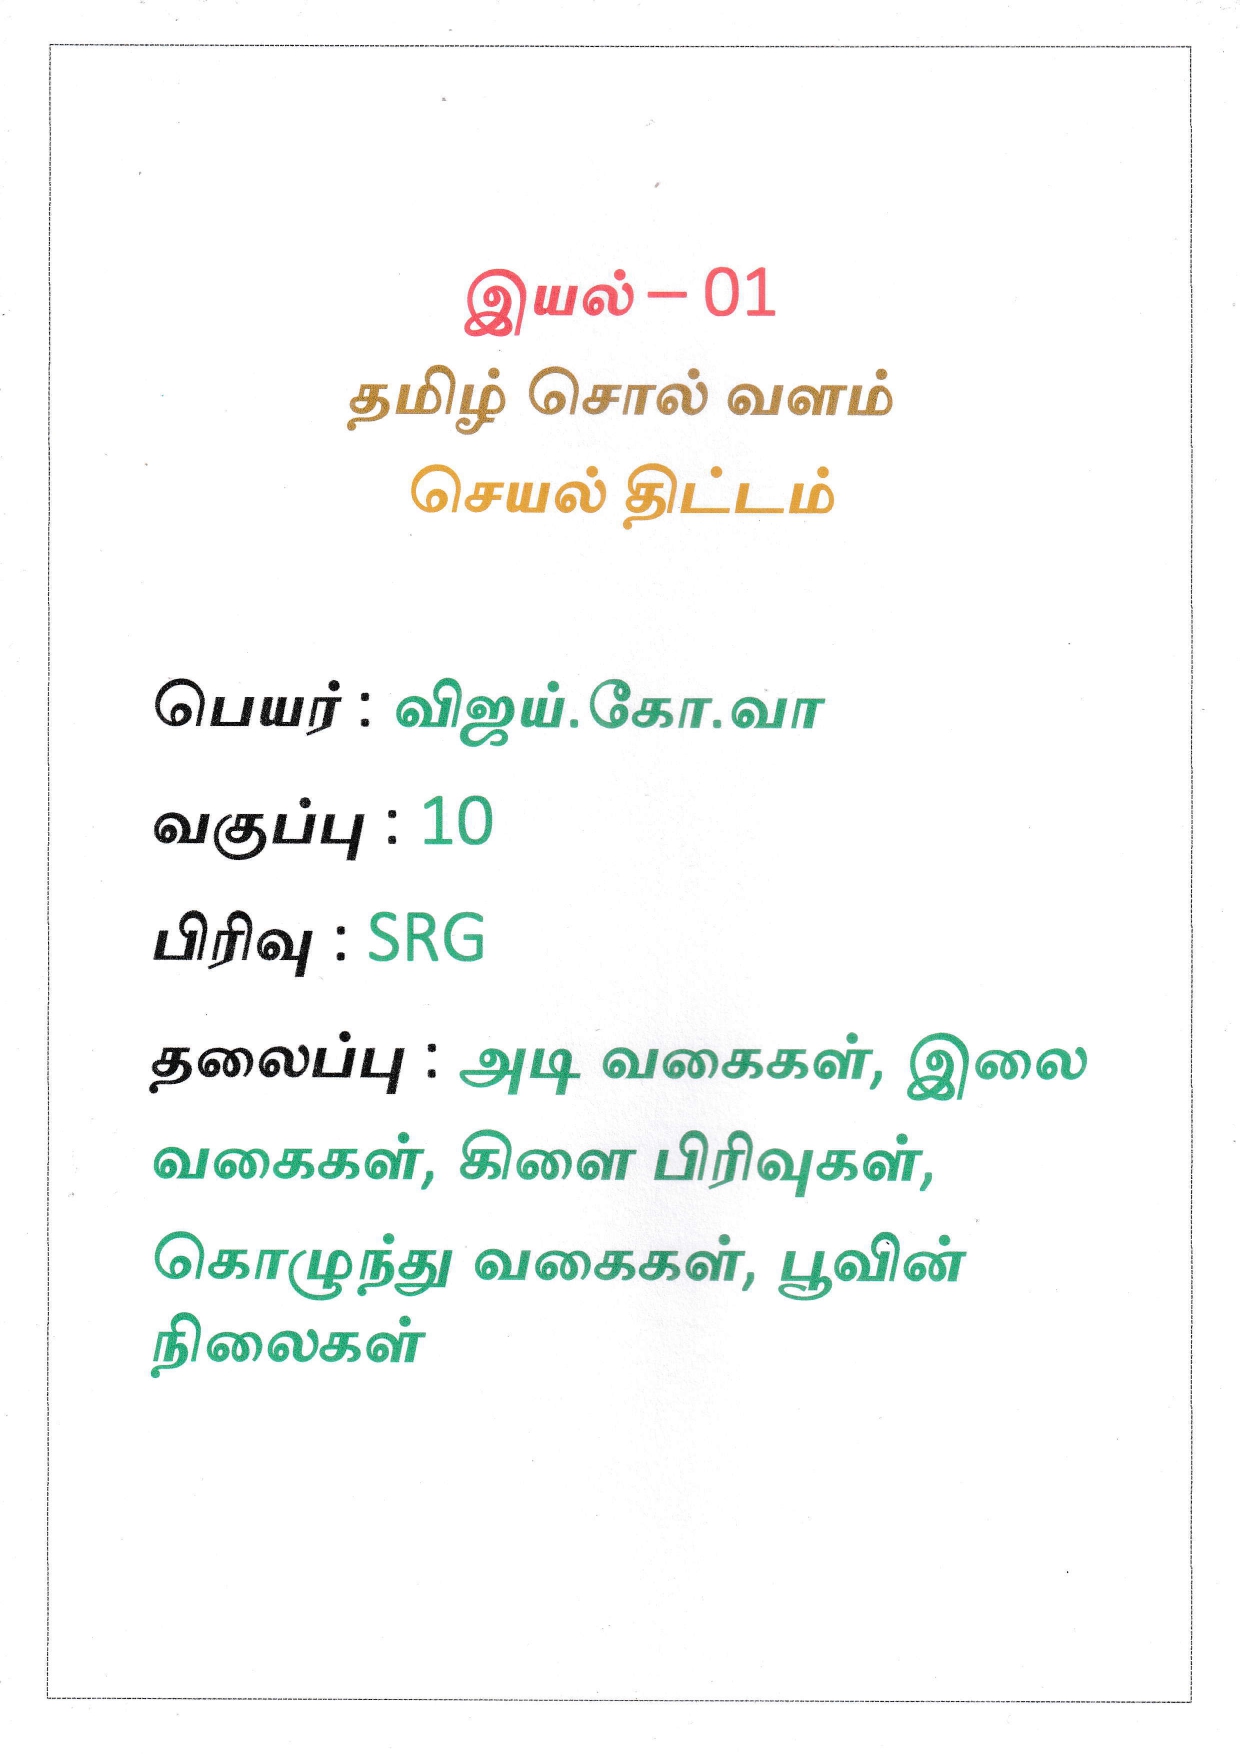 இயல் – 01
தமிழ் சொல் வளம்
செயல் திட்டம்
பெயர் : விஜய்.கோ.வா
வகுப்பு : 10
பிரிவு : SRG
தலைப்பு : அடி வகைகள், இலை
வகைகள், கிளை பிரிவுகள்,
கொழுந்து வகைகள், பூவின்
நிலைகள்